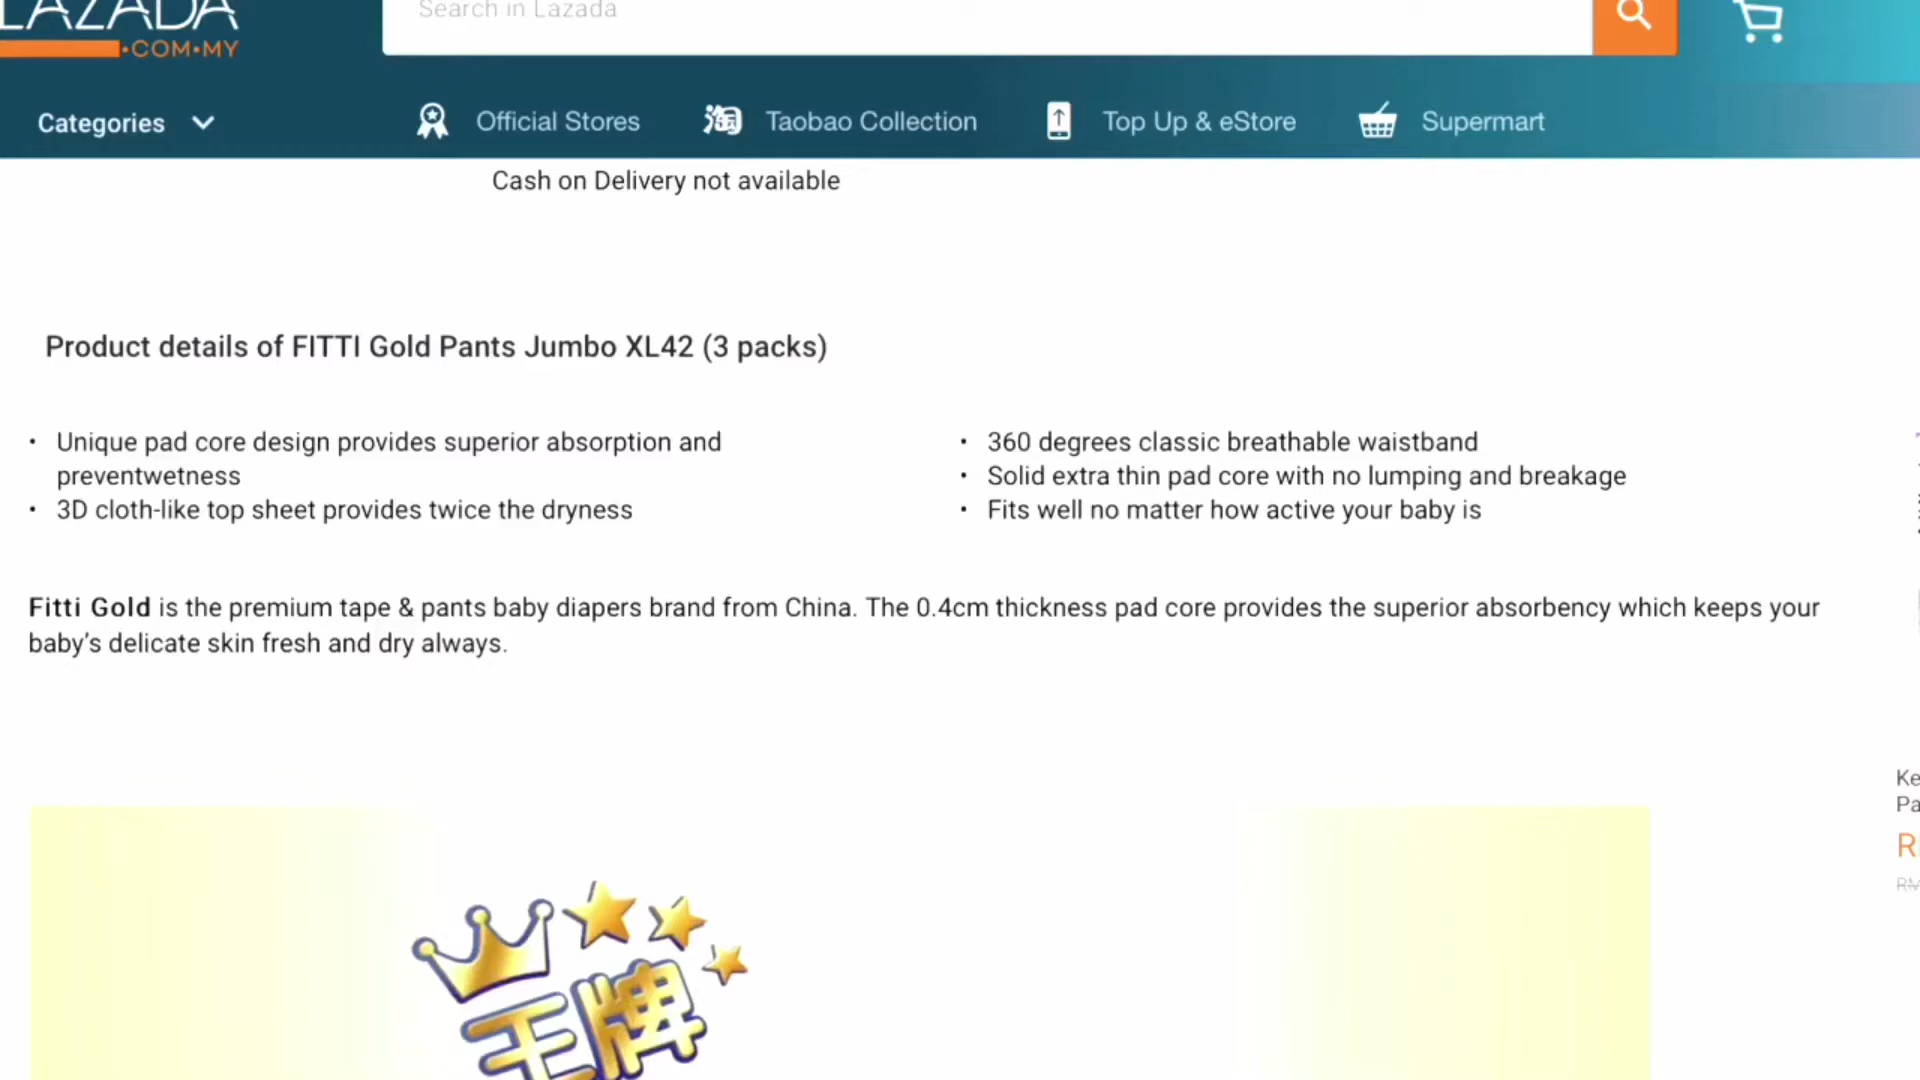 LAZADA
•COM•MY
Search in Lazada
Categories
Official Stores
Taobao Collection
Top Up & eStore
Supermart
Cash on Delivery not available
Product details of FITTI Gold Pants Jumbo XL42 (3 packs)
• Unique pad core design provides superior absorption and
preventwetness
• 3D cloth-like top sheet provides twice the dryness
• 360 degrees classic breathable waistband
• Solid extra thin pad core with no lumping and breakage
• Fits well no matter how active your baby is
Fitti Gold is the premium tape & pants baby diapers brand from China. The 0.4cm thickness pad core provides the superior absorbency which keeps your
baby's delicate skin fresh and dry always.
王牌